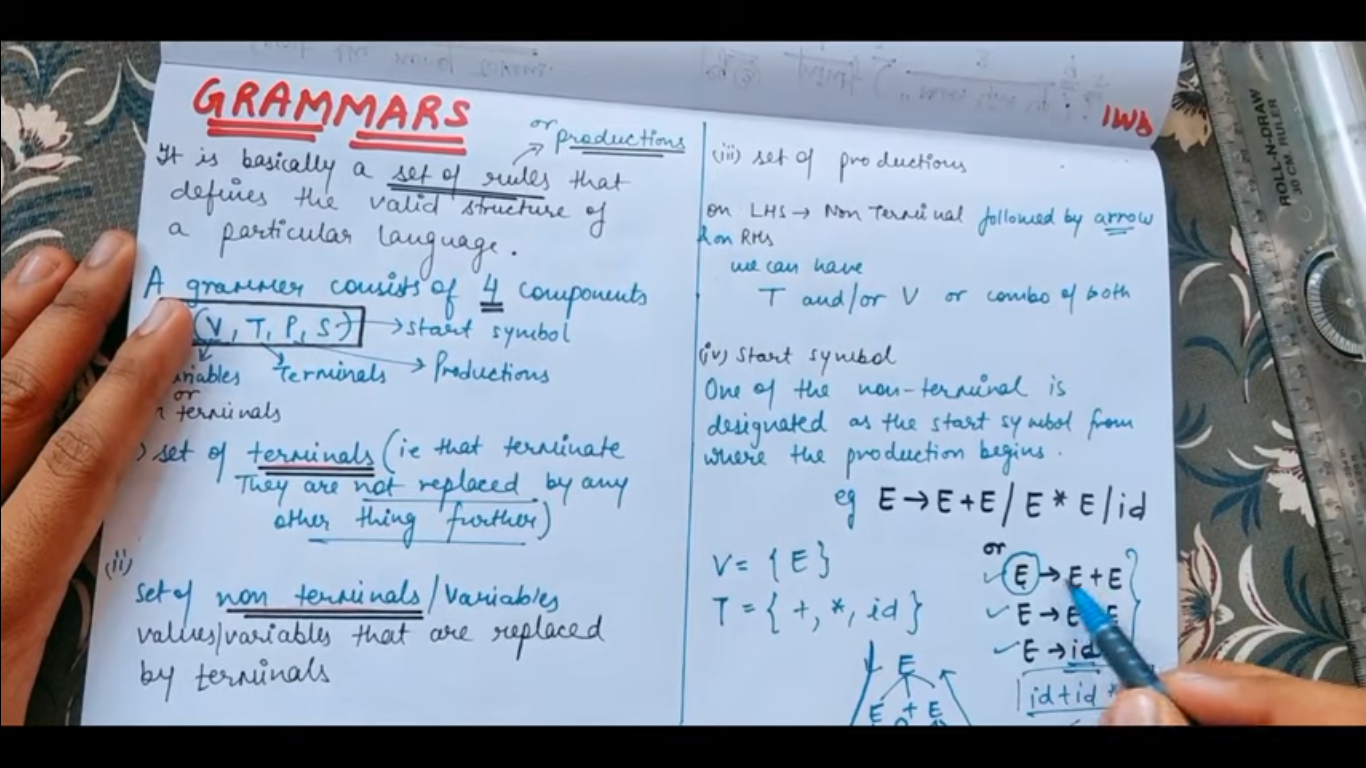 GRAMMARS
or productions
It is basically a set of rules that
defines the valid structure of
a particular language.
A grammer consists of 4 components
(V, T, P, S) → start symbol
Terminals → Productions
or
terminals
set of terminals (ie that terminate
They are not replaced by any
other thing further)
(ii)
set of non terminals/variables
values/variables that are replaced
by terminals
IWB
(iii) set of productions
on LHS → Non Terminal followed by arrow
& on RHS
we can have
T and/or V or combo of both
(iv) start symbol
One of the non-terminal is
designated as the start symbol from
where the production begins.
eg E → E + E / E * E / id
or
V = { E }
T = { +, *, id }
E → E + E
E → E
E → id
id + id *
E
E + E
ROLL-N-DRAW
30 CM. RULER